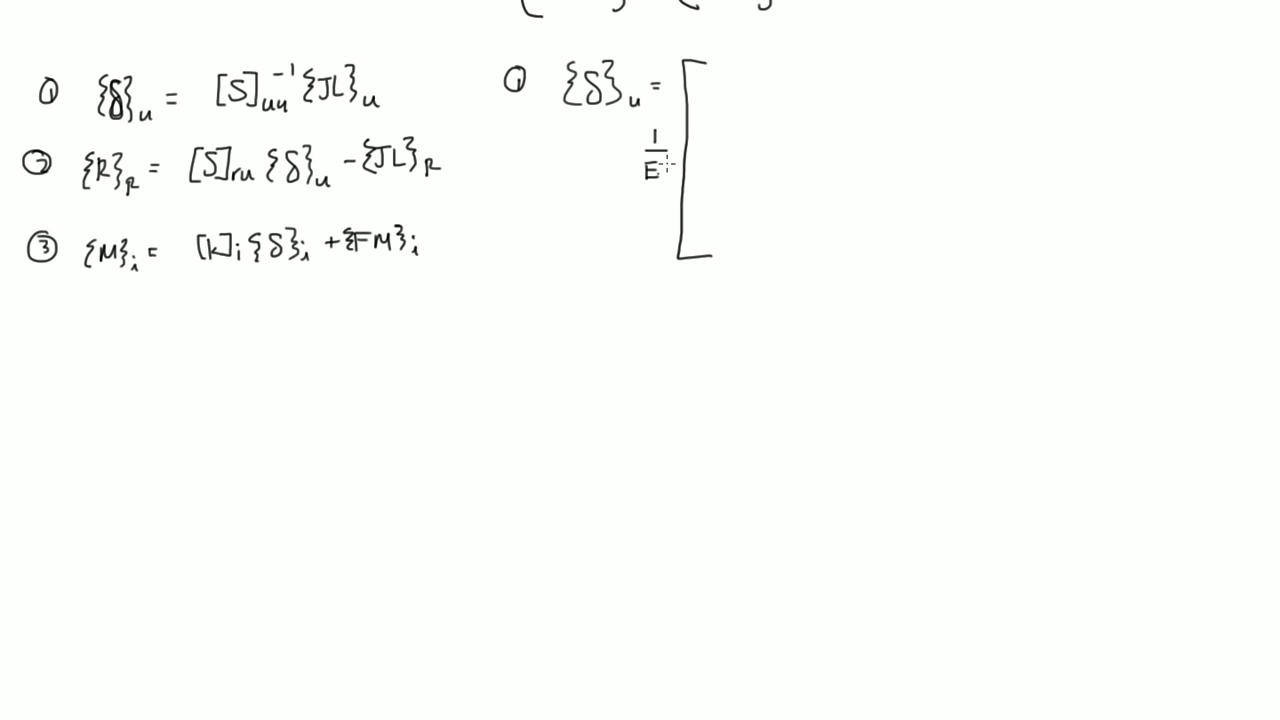 ① {δ}u = [S]uu⁻¹ {JL}u
② {R}R = [S]ru {δ}u - {JL}R
③ {M}i = [k]i {δ}i + {FM}i
① {δ}u = [
1/E